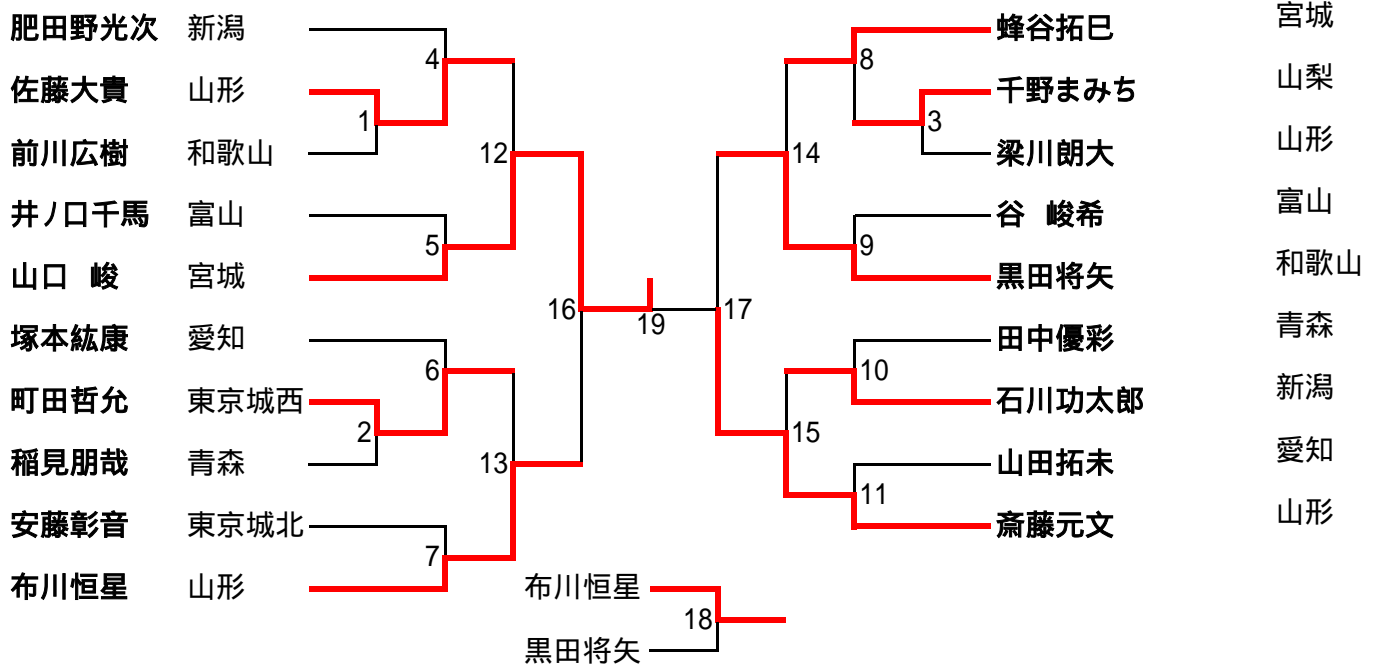 肥田野光次 新潟
佐藤大貴 山形
前川広樹 和歌山
井ノ口千馬 富山
山口 峻 宮城
塚本紘康 愛知
町田哲允 東京城西
稲見朋哉 青森
安藤彰音 東京城北
布川恒星 山形
4
1
12
5
16
6
2
13
7
19
布川恒星
18
黒田将矢
8
3
14
9
17
10
15
11
蜂谷拓巳 宮城
千野まみち 山梨
梁川朗大 山形
谷 峻希 富山
黒田将矢 和歌山
田中優彩 青森
石川功太郎 新潟
山田拓未 愛知
斎藤元文 山形